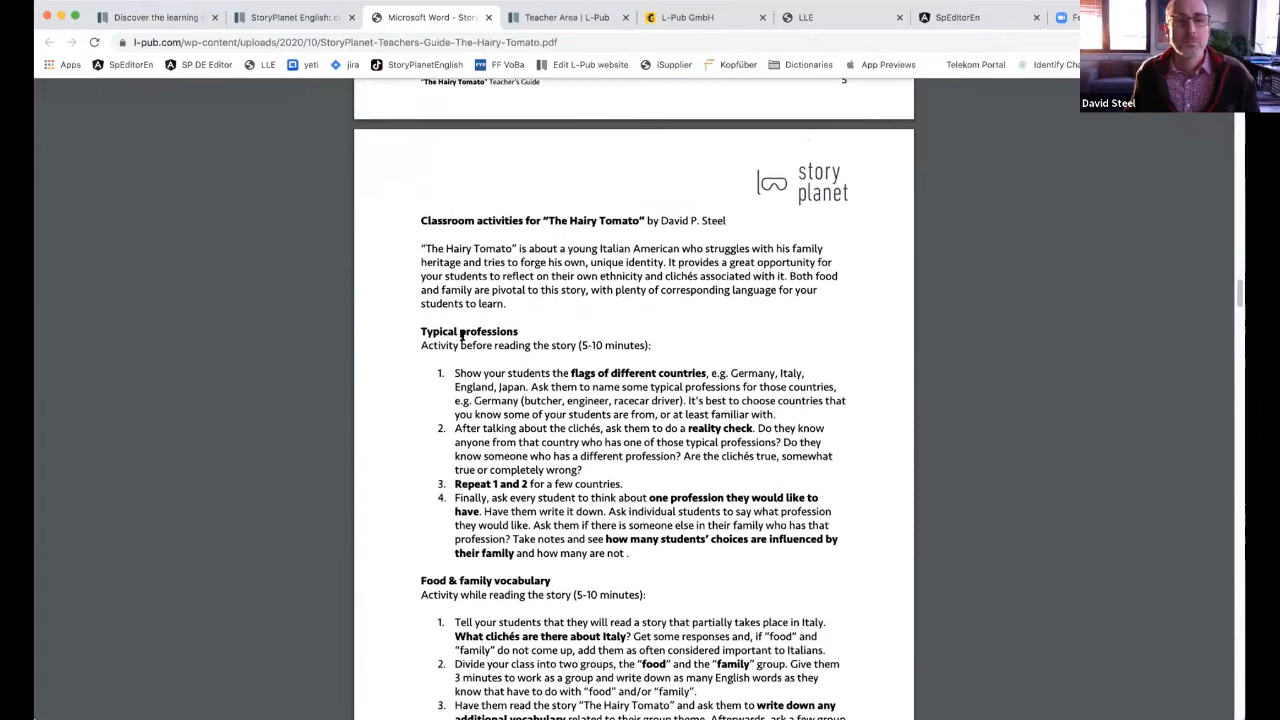 Discover the learning s
StoryPlanet English: c
Microsoft Word - Story
Teacher Area | L-Pub
L-Pub GmbH
LLE
SpEditorEn
l-pub.com/wp-content/uploads/2020/10/StoryPlanet-Teachers-Guide-The-Hairy-Tomato.pdf
Apps
SpEditorEn
SP DE Editor
LLE
yeti
jira
StoryPlanetEnglish
FF VoBa
Edit L-Pub website
iSupplier
Kopfüber
Dictionaries
App Previews
Telekom Portal
Identify Cha
David Steel
"The Hairy Tomato" Teacher's Guide 5
story
planet
Classroom activities for “The Hairy Tomato” by David P. Steel
“The Hairy Tomato” is about a young Italian American who struggles with his family
heritage and tries to forge his own, unique identity. It provides a great opportunity for
your students to reflect on their own ethnicity and clichés associated with it. Both food
and family are pivotal to this story, with plenty of corresponding language for your
students to learn.
Typical professions
Activity before reading the story (5-10 minutes):
1. Show your students the flags of different countries, e.g. Germany, Italy,
England, Japan. Ask them to name some typical professions for those countries,
e.g. Germany (butcher, engineer, racecar driver). It’s best to choose countries that
you know some of your students are from, or at least familiar with.
2. After talking about the clichés, ask them to do a reality check. Do they know
anyone from that country who has one of those typical professions? Do they
know someone who has a different profession? Are the clichés true, somewhat
true or completely wrong?
3. Repeat 1 and 2 for a few countries.
4. Finally, ask every student to think about one profession they would like to
have. Have them write it down. Ask individual students to say what profession
they would like. Ask them if there is someone else in their family who has that
profession? Take notes and see how many students’ choices are influenced by
their family and how many are not .
Food & family vocabulary
Activity while reading the story (5-10 minutes):
1. Tell your students that they will read a story that partially takes place in Italy.
What clichés are there about Italy? Get some responses and, if “food” and
“family” do not come up, add them as often considered important to Italians.
2. Divide your class into two groups, the “food” and the “family” group. Give them
3 minutes to work as a group and write down as many English words as they
know that have to do with “food” and/or “family”.
3. Have them read the story “The Hairy Tomato” and ask them to write down any
additional vocabulary related to their group theme. Afterwards, ask a few group